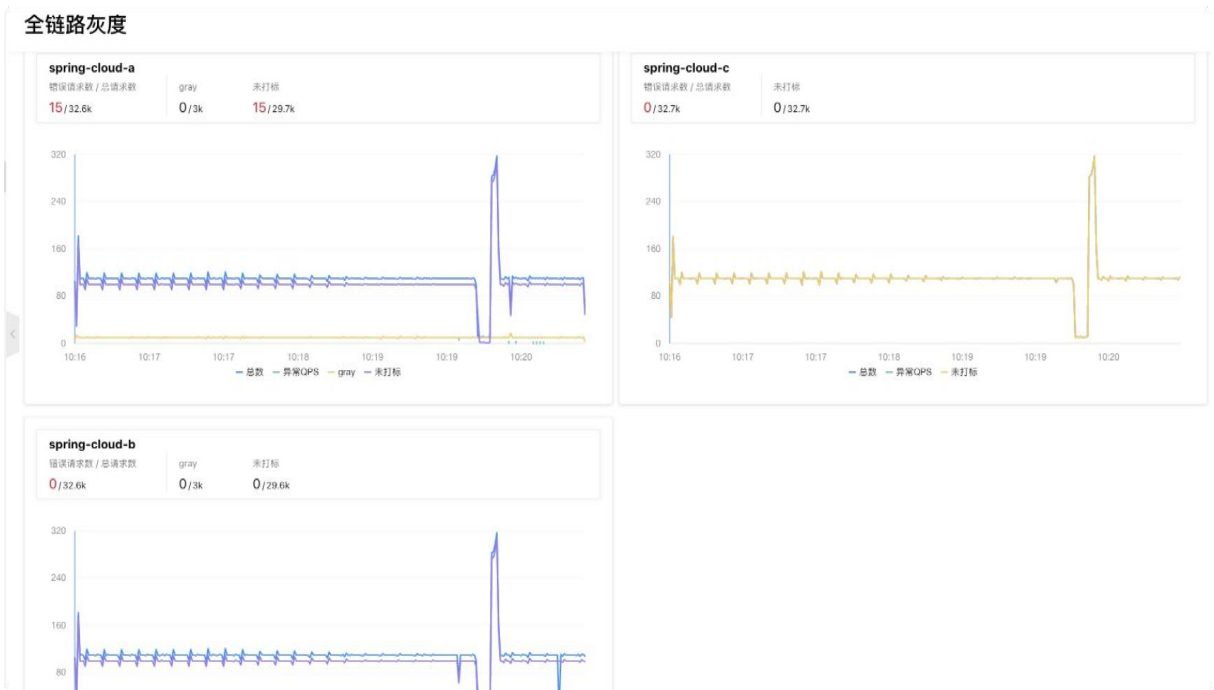 全链路灰度
spring-cloud-a
错误请求数 / 总请求数 gray 未打标
15/32.6k 0/3k 15/29.7k
320
240
160
80
0
10:16 10:17 10:17 10:18 10:19 10:19 10:20
总数 异常QPS gray 未打标
spring-cloud-c
错误请求数 / 总请求数 未打标
0/32.7k 0/32.7k
320
240
160
80
0
10:16 10:17 10:17 10:18 10:19 10:19 10:20
总数 异常QPS 未打标
spring-cloud-b
错误请求数 / 总请求数 gray 未打标
0/32.6k 0/3k 0/29.6k
320
240
160
80